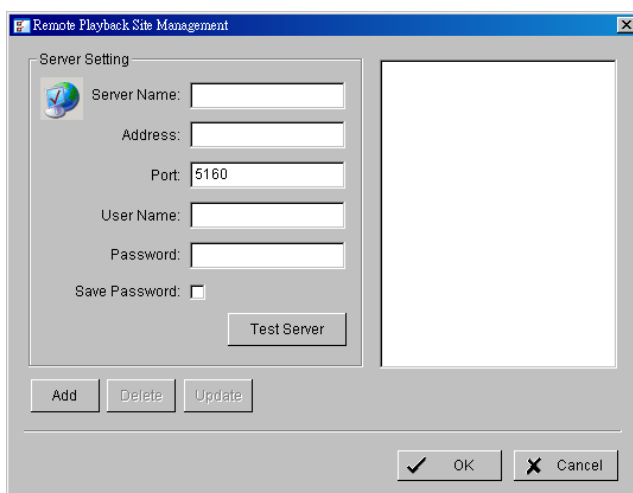 Remote Playback Site Management
Server Setting
Server Name:
Address:
Port: 5160
User Name:
Password:
Save Password:
Test Server
Add Delete Update
OK Cancel